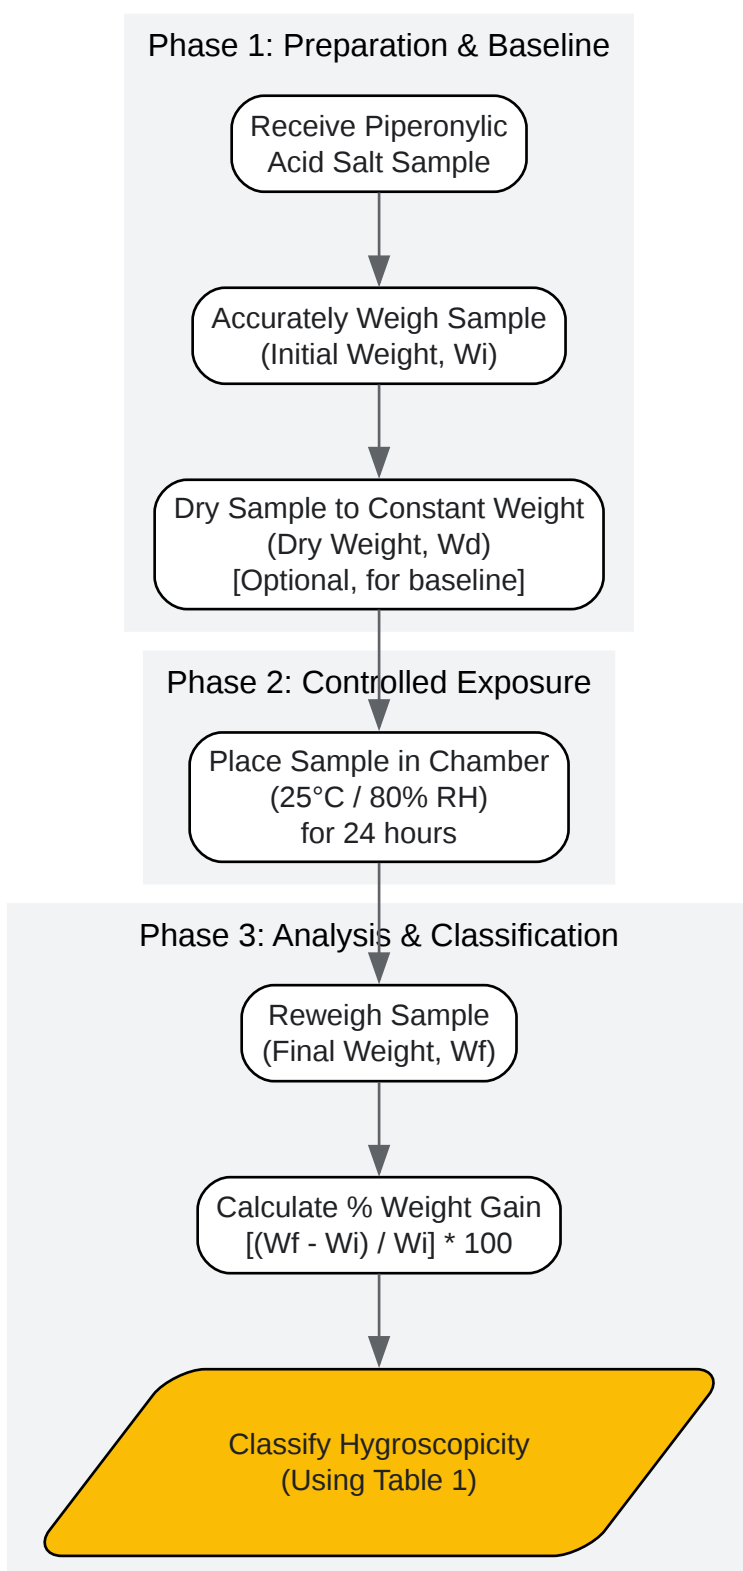 Phase 1: Preparation & Baseline
Receive Piperonylic
Acid Salt Sample
Accurately Weigh Sample
(Initial Weight, Wi)
Dry Sample to Constant Weight
(Dry Weight, Wd)
[Optional, for baseline]
Phase 2: Controlled Exposure
Place Sample in Chamber
(25°C / 80% RH)
for 24 hours
Phase 3: Analysis & Classification
Reweigh Sample
(Final Weight, Wf)
Calculate % Weight Gain
[(Wf - Wi) / Wi] * 100
Classify Hygroscopicity
(Using Table 1)